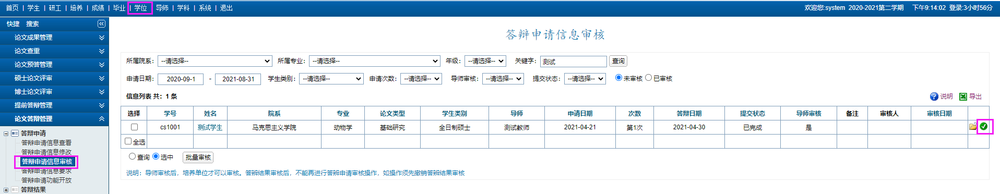 首页 | 学生 | 研工 | 培养 | 成绩 | 毕业 | 学位 | 导师 | 学科 | 系统 | 退出 欢迎您:system 2020-2021第二学期 下午9:14:02 登录:3小时56分
快捷 搜索
论文成果管理
论文查重
论文预答管理
硕士论文评审
博士论文评审
提前答辩管理
论文答辩管理
答辩申请
答辩申请信息查看
答辩申请信息修改
答辩申请信息审核
答辩申请信息要求
答辩申请功能开放
答辩结果
答辩申请信息审核
所属院系: --请选择-- 所属专业: --请选择-- 年级: --请选择-- 关键字: 测试 查询
申请日期: 2020-09-1 - 2021-08-31 学生类别: --请选择-- 申请次数: --请选择-- 导师审核: --请选择-- 提交状态: --请选择-- 未审核 已审核
信息列表 共: 1 条 说明 导出
选择 学号 姓名 院系 专业 论文类型 学生类别 导师 申请日期 次数 答辩日期 提交状态 导师审核 备注 审核人 审核日期
cs1001 测试学生 马克思主义学院 动物学 基础研究 全日制硕士 测试教师 2021-04-21 第1次 2021-04-30 已完成 是
全选
查询 选中 批量审核
说明: 导师审核后, 培养单位才可以审核。答辨结果审核后, 不能再进行答辨申请审核操作, 如操作须先撤销答辨结果审核